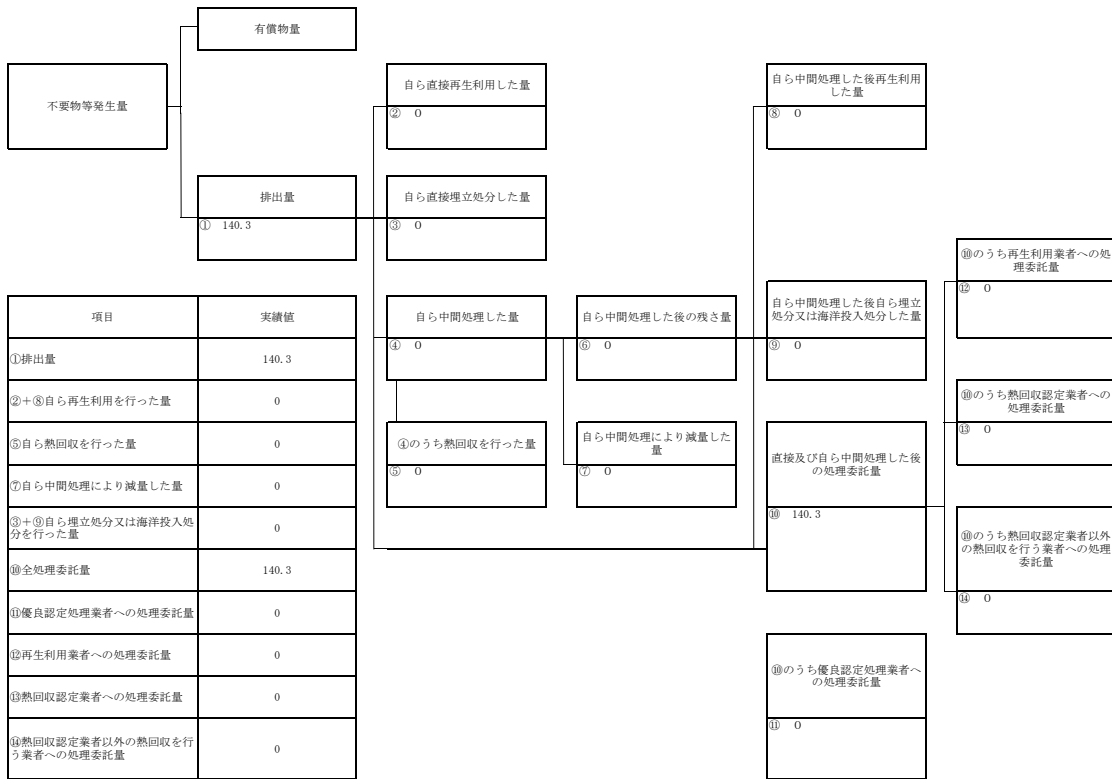 有償物量
不要物等発生量
自ら直接再生利用した量
② 0
自ら中間処理した後再生利用
した量
⑧ 0
排出量
① 140.3
自ら直接埋立処分した量
③ 0
⑩のうち再生利用業者への処
理委託量
⑫ 0
項目
実績値
①排出量
140.3
②＋⑧自ら再生利用を行った量
0
⑤自ら熱回収を行った量
0
⑦自ら中間処理により減量した量
0
③＋⑨自ら埋立処分又は海洋投入処
分を行った量
0
⑩全処理委託量
140.3
⑪優良認定処理業者への処理委託量
0
⑫再生利用業者への処理委託量
0
⑬熱回収認定業者への処理委託量
0
⑭熱回収認定業者以外の熱回収を行
う業者への処理委託量
0
自ら中間処理した量
④ 0
自ら中間処理した後の残さ量
⑥ 0
自ら中間処理した後自ら埋立
処分又は海洋投入処分した量
⑨ 0
④のうち熱回収を行った量
⑤ 0
自ら中間処理により減量した
量
⑦ 0
直接及び自ら中間処理した後
の処理委託量
⑩ 140.3
⑩のうち熱回収認定業者への
処理委託量
⑬ 0
⑩のうち熱回収認定業者以外
の熱回収を行う業者への処理
委託量
⑭ 0
⑩のうち優良認定処理業者へ
の処理委託量
⑪ 0